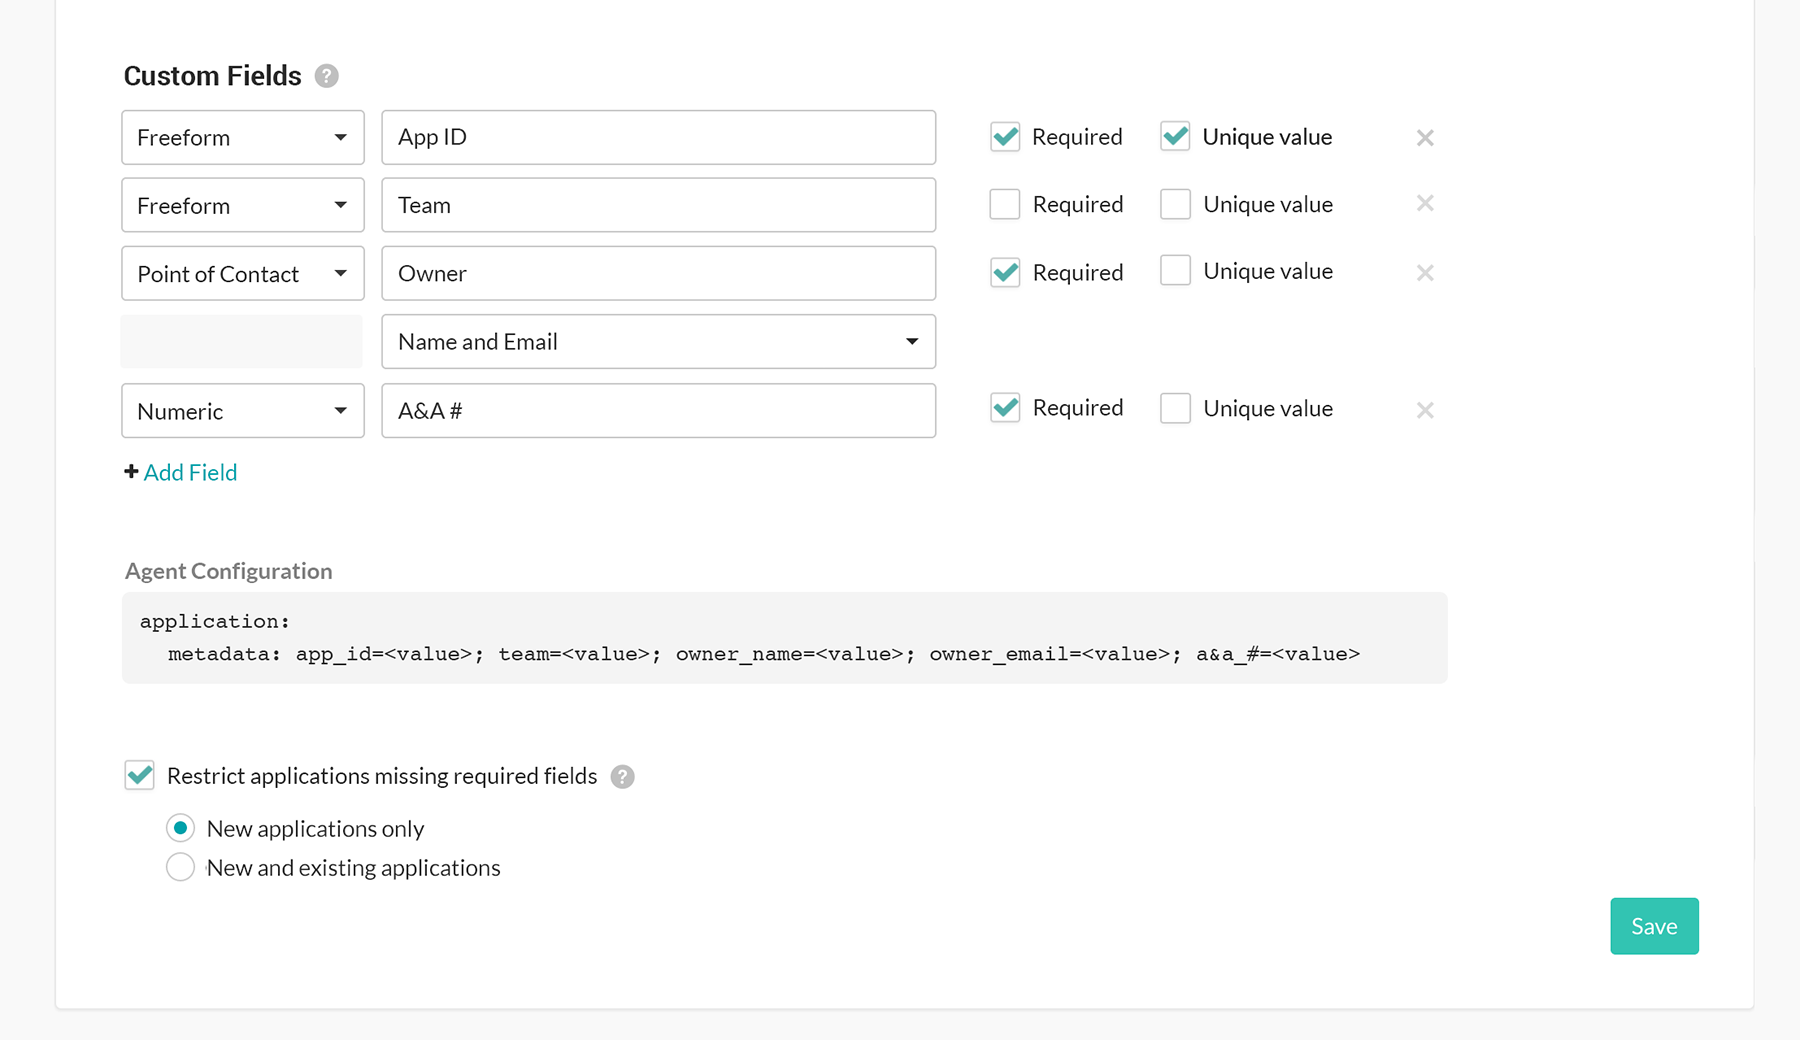 Custom Fields ?
Freeform App ID Required Unique value
Freeform Team Required Unique value
Point of Contact Owner Required Unique value
Name and Email
Numeric A&A # Required Unique value
+ Add Field
Agent Configuration
application:
metadata: app_id=<value>; team=<value>; owner_name=<value>; owner_email=<value>; a&a_#=<value>
Restrict applications missing required fields ?
New applications only
New and existing applications
Save